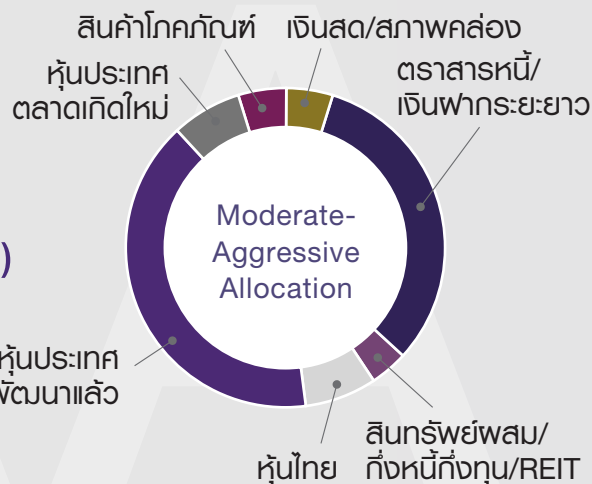 สินค้าโภคภัณฑ์
เงินสด/สภาพคล่อง
หุ้นประเทศ
ตลาดเกิดใหม่
ตราสารหนี้/
เงินฝากระยะยาว
Moderate-
Aggressive
Allocation
)
หุ้นประเทศ
พัฒนาแล้ว
หุ้นไทย
สินทรัพย์ผสม/
กึ่งหนี้กึ่งทุน/REIT